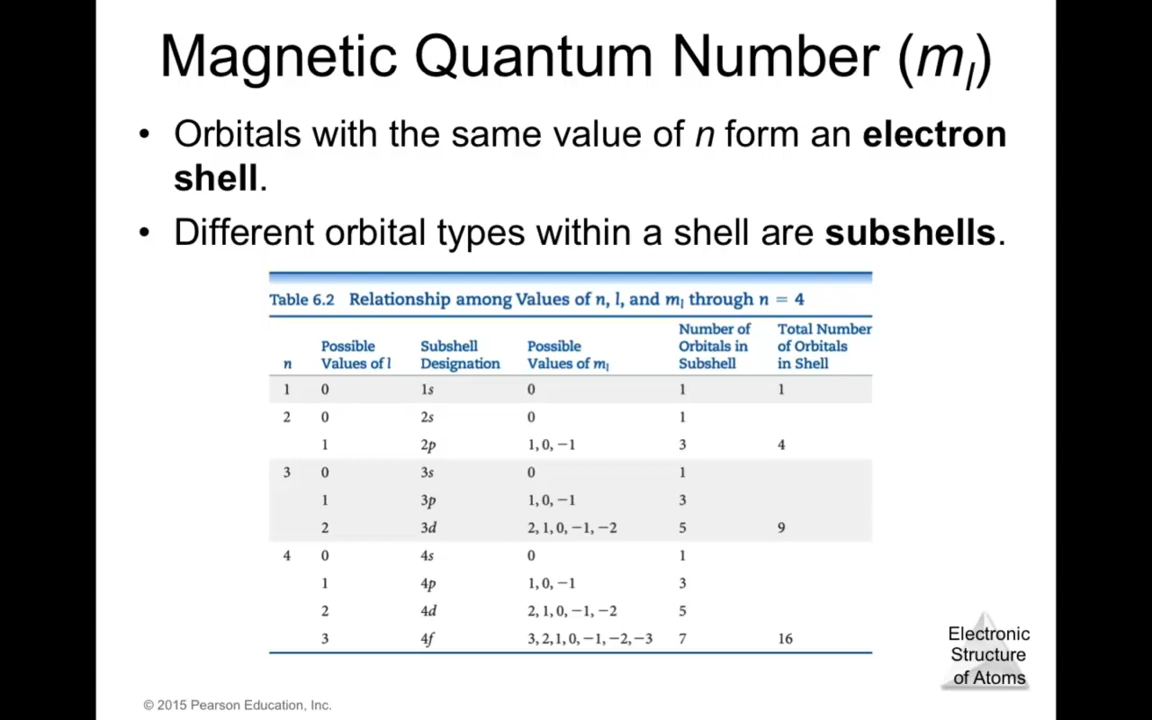 Magnetic Quantum Number (ml)
• Orbitals with the same value of n form an electron
shell.
• Different orbital types within a shell are subshells.
Table 6.2 Relationship among Values of n, l, and ml through n = 4
n Possible Values of l Subshell Designation Possible Values of ml Number of Orbitals in Subshell Total Number of Orbitals in Shell
1 0 1s 0 1 1
2 0 2s 0 1
1 2p 1, 0, −1 3 4
3 0 3s 0 1
1 3p 1, 0, −1 3
2 3d 2, 1, 0, −1, −2 5 9
4 0 4s 0 1
1 4p 1, 0, −1 3
2 4d 2, 1, 0, −1, −2 5
3 4f 3, 2, 1, 0, −1, −2, −3 7 16
Electronic
Structure
of Atoms
© 2015 Pearson Education, Inc.